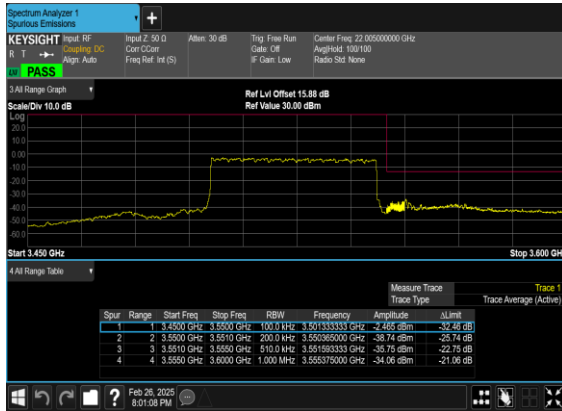 Spectrum Analyzer 1
Spurious Emissions
+
KEYSIGHT Input: RF Input Z: 50 Ω Atten: 30 dB Trig: Free Run Center Freq: 22.005000000 GHz
R T Coupling: DC Corr CCorr Gate: Off Avg|Hold: 100/100
Align: Auto Freq Ref: Int (S) IF Gain: Low Radio Std: None
PASS
3 All Range Graph
Ref Lvl Offset 15.88 dB
Scale/Div 10.0 dB Ref Value 30.00 dBm
Log
20.0
10.0
0.00
-10.0
-20.0
-30.0
-40.0
-50.0
-60.0
Start 3.450 GHz Stop 3.600 GH
4 All Range Table
Measure Trace Trace 1
Trace Type Trace Average (Active)
Spur Range Start Freq Stop Freq RBW Frequency Amplitude ΔLimit
1 1 3.4500 GHz 3.5500 GHz 100.0 kHz 3.501333333 GHz -2.465 dBm -32.46 dB
2 2 3.5500 GHz 3.5510 GHz 200.0 kHz 3.550365000 GHz -38.74 dBm -25.74 dB
3 3 3.5510 GHz 3.5550 GHz 510.0 kHz 3.551593333 GHz -35.75 dBm -22.75 dB
4 4 3.5550 GHz 3.6000 GHz 1.000 MHz 3.555375000 GHz -34.06 dBm -21.06 dB
? Feb 26, 2025
8:01:08 PM